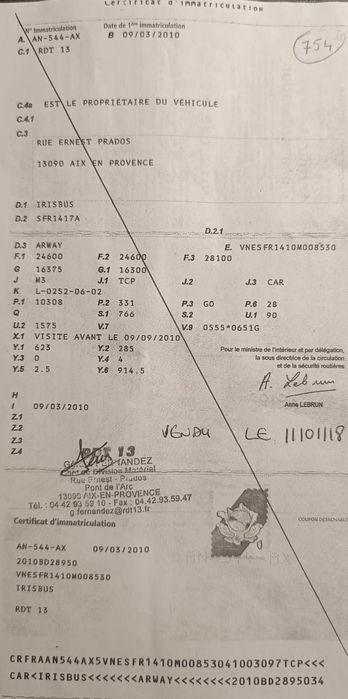 Certificat d'immatriculation
N° Immatriculation
Date de 1ère immatriculation
A. AN-544-AX
B 09/03/2010
C.1 RDT 13
754
C.4a EST LE PROPRIÉTAIRE DU VÉHICULE
C.4.1
C.3
RUE ERNEST PRADOS
13090 AIX EN PROVENCE
D.1 IRISBUS
D.2 SFR1417A
D.2.1
D.3 ARWAY
E. VNESFR1410M008530
F.1 24600 F.2 24600 F.3 28100
G 16375 G.1 16300
J M3 J.1 TCP J.2 J.3 CAR
K L-0252-06-02
P.1 10308 P.2 331 P.3 GO P.6 28
Q S.1 766 S.2 U.1 90
U.2 1575 V.7 V.9 0555*0651G
X.1 VISITE AVANT LE 09/09/2010
Y.1 623 Y.2 285
Y.3 0 Y.4 4
Y.5 2.5 Y.6 914.5
Pour le ministre de l'intérieur et par délégation,
la sous directrice de la circulation
et de la sécurité routières
A. Lebrun
Anne LEBRUN
H
I 09/03/2010
Z.1
Z.2
Z.3
Z.4
VENDU LE 11/01/18
RDT 13
Chef de Division Matériel
Rue Ernest - Prados
Pont de l'Arc
13090 AIX-EN-PROVENCE
Tél. : 04 42 93 59 10 - Fax : 04.42.93.59.47
g.fernandez@rdt13.fr
Certificat d'immatriculation
COUPON DETACHABLE
AN-544-AX 09/03/2010
2010BD28950
VNESFR1410M008530
IRISBUS
RDT 13
CRFRAAN544AX5VNESFR1410M00853041003097TCP<<<
CAR<IRISBUS<<<<<<<ARWAY<<<<<<<<2010BD2895034